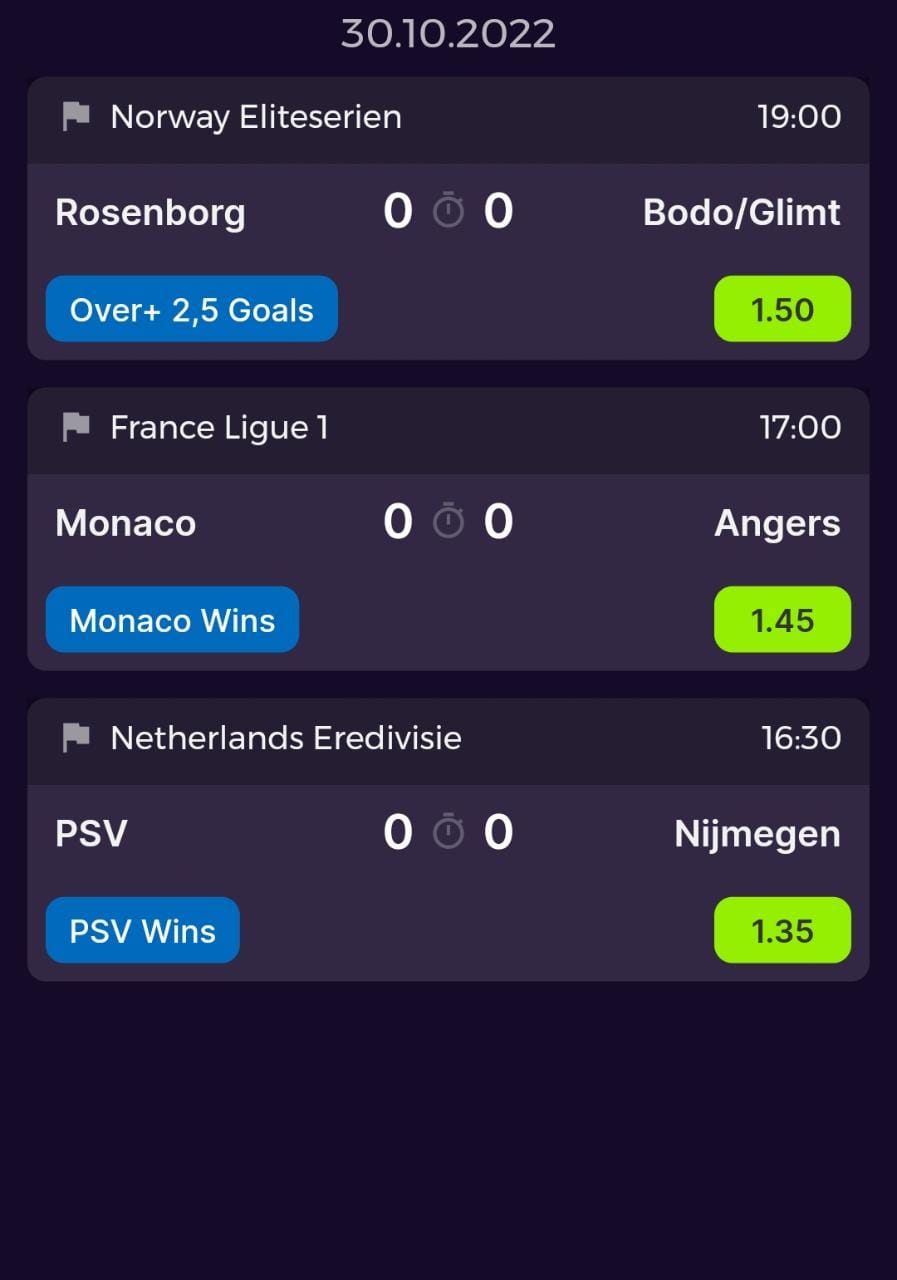 30.10.2022
Norway Eliteserien 19:00
Rosenborg 0 0 Bodo/Glimt
Over+ 2,5 Goals 1.50
France Ligue 1 17:00
Monaco 0 0 Angers
Monaco Wins 1.45
Netherlands Eredivisie 16:30
PSV 0 0 Nijmegen
PSV Wins 1.35